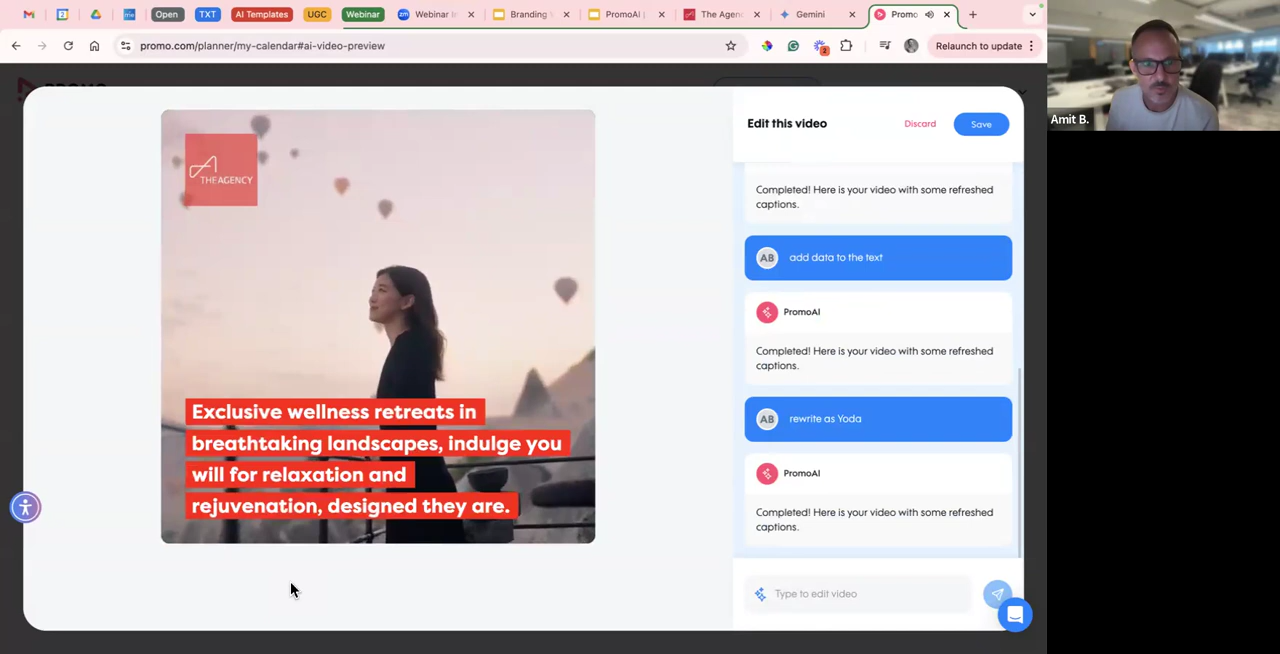 Open
TXT
AI Templates
UGC
Webinar
Webinar
Branding
PromoAI
The Agen
Gemini
Promo
promo.com/planner/my-calendar#ai-video-preview
2
Relaunch to update
Amit B.
THE AGENCY
Exclusive wellness retreats in
breathtaking landscapes, indulge you
will for relaxation and
rejuvenation, designed they are.
Edit this video
Discard
Save
Completed! Here is your video with some refreshed
captions.
AB
add data to the text
PromoAI
Completed! Here is your video with some refreshed
captions.
AB
rewrite as Yoda
PromoAI
Completed! Here is your video with some refreshed
captions.
Type to edit video